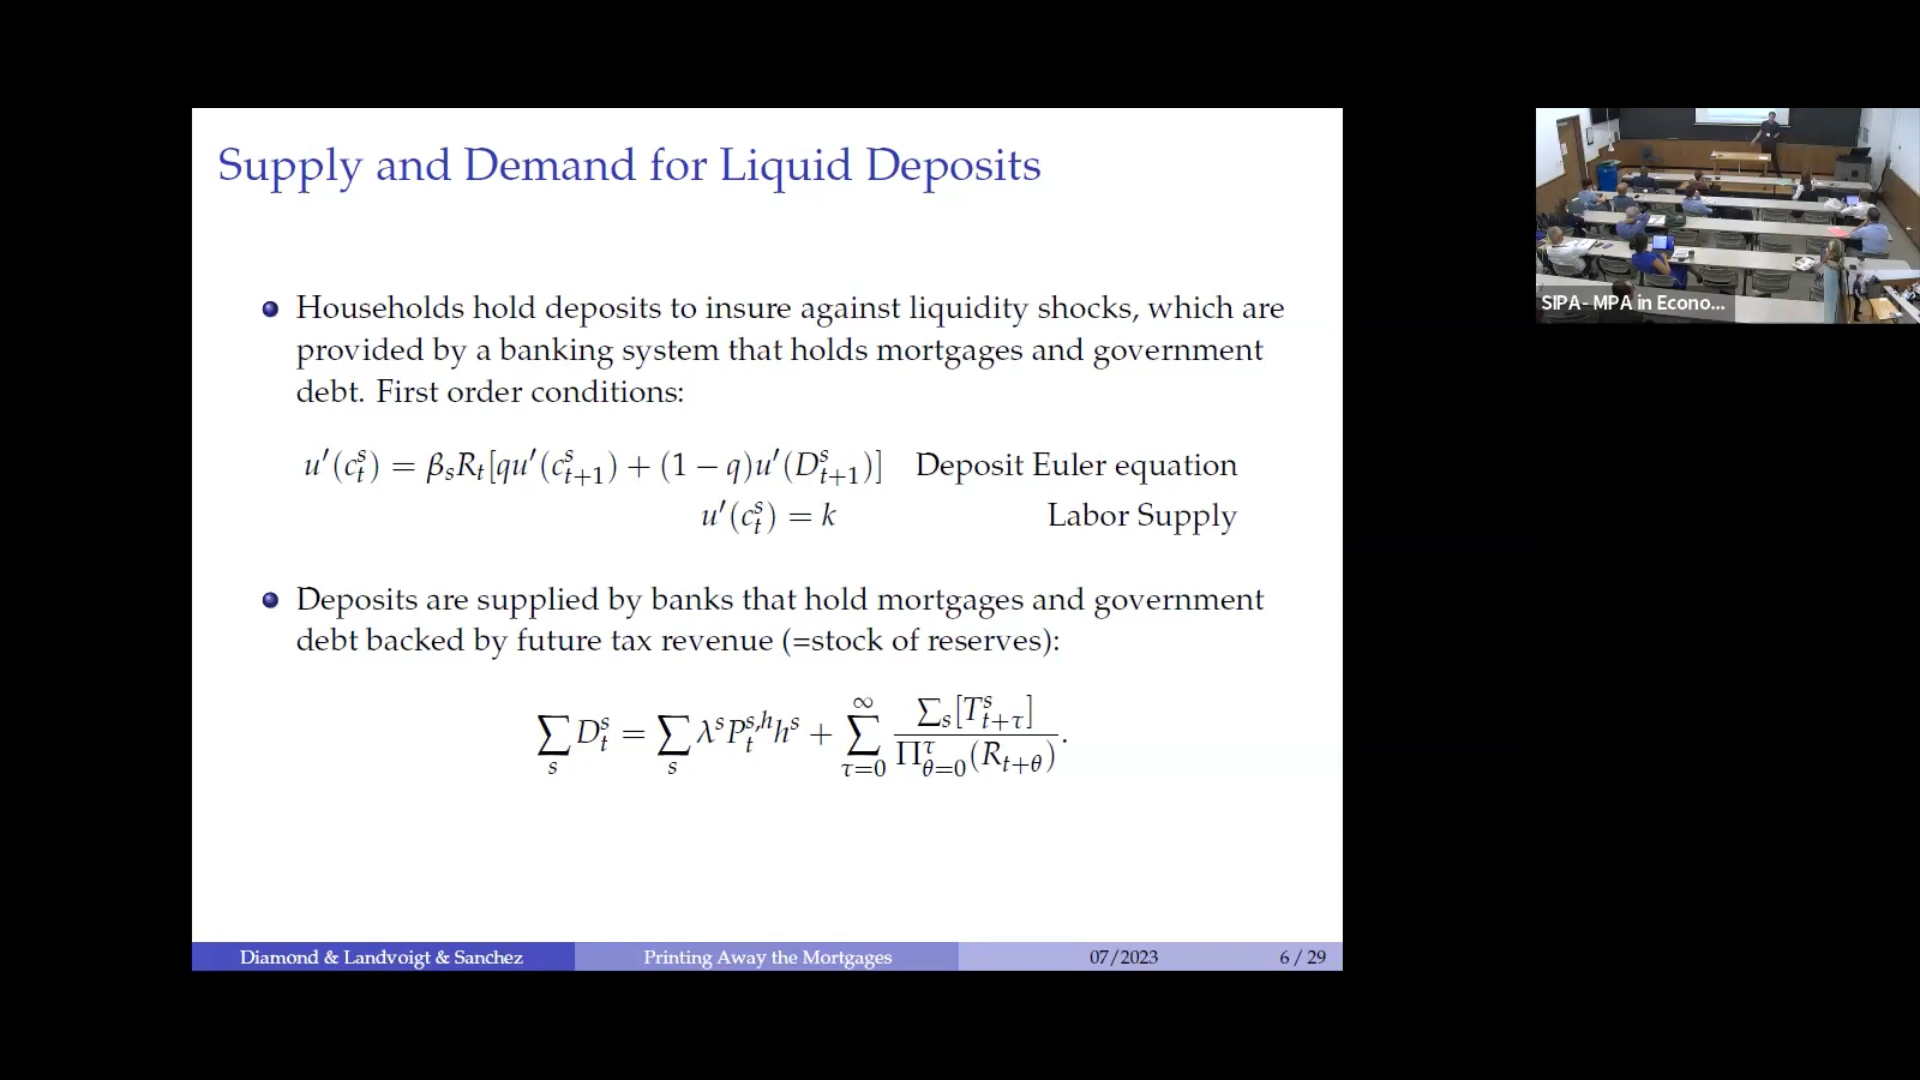 Supply and Demand for Liquid Deposits
Households hold deposits to insure against liquidity shocks, which are
provided by a banking system that holds mortgages and government
debt. First order conditions:
u′(c_t^s) = β_s R_t[qu′(c_{t+1}^s) + (1 − q)u′(D_{t+1}^s)] Deposit Euler equation
u′(c_t^s) = k Labor Supply
Deposits are supplied by banks that hold mortgages and government
debt backed by future tax revenue (=stock of reserves):
∑_s D_t^s = ∑_s λ^s P_t^{s,h} h^s + ∑_{τ=0}^∞ ∑_s[T_{t+τ}^s] / Π_{θ=0}^τ(R_{t+θ}).
Diamond & Landvoigt & Sanchez Printing Away the Mortgages 07/2023 6 / 29
SIPA- MPA in Econo...